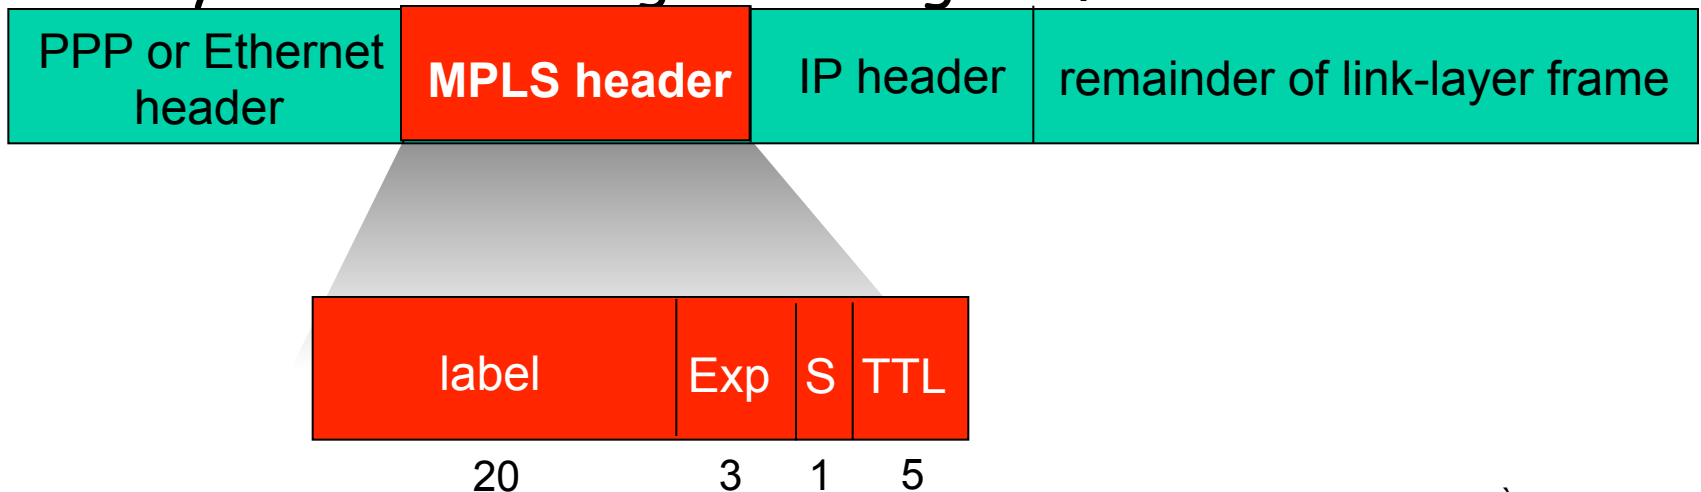 PPP or Ethernet
header
MPLS header
IP header
remainder of link-layer frame
label
Exp
S
TTL
20
3
1
5